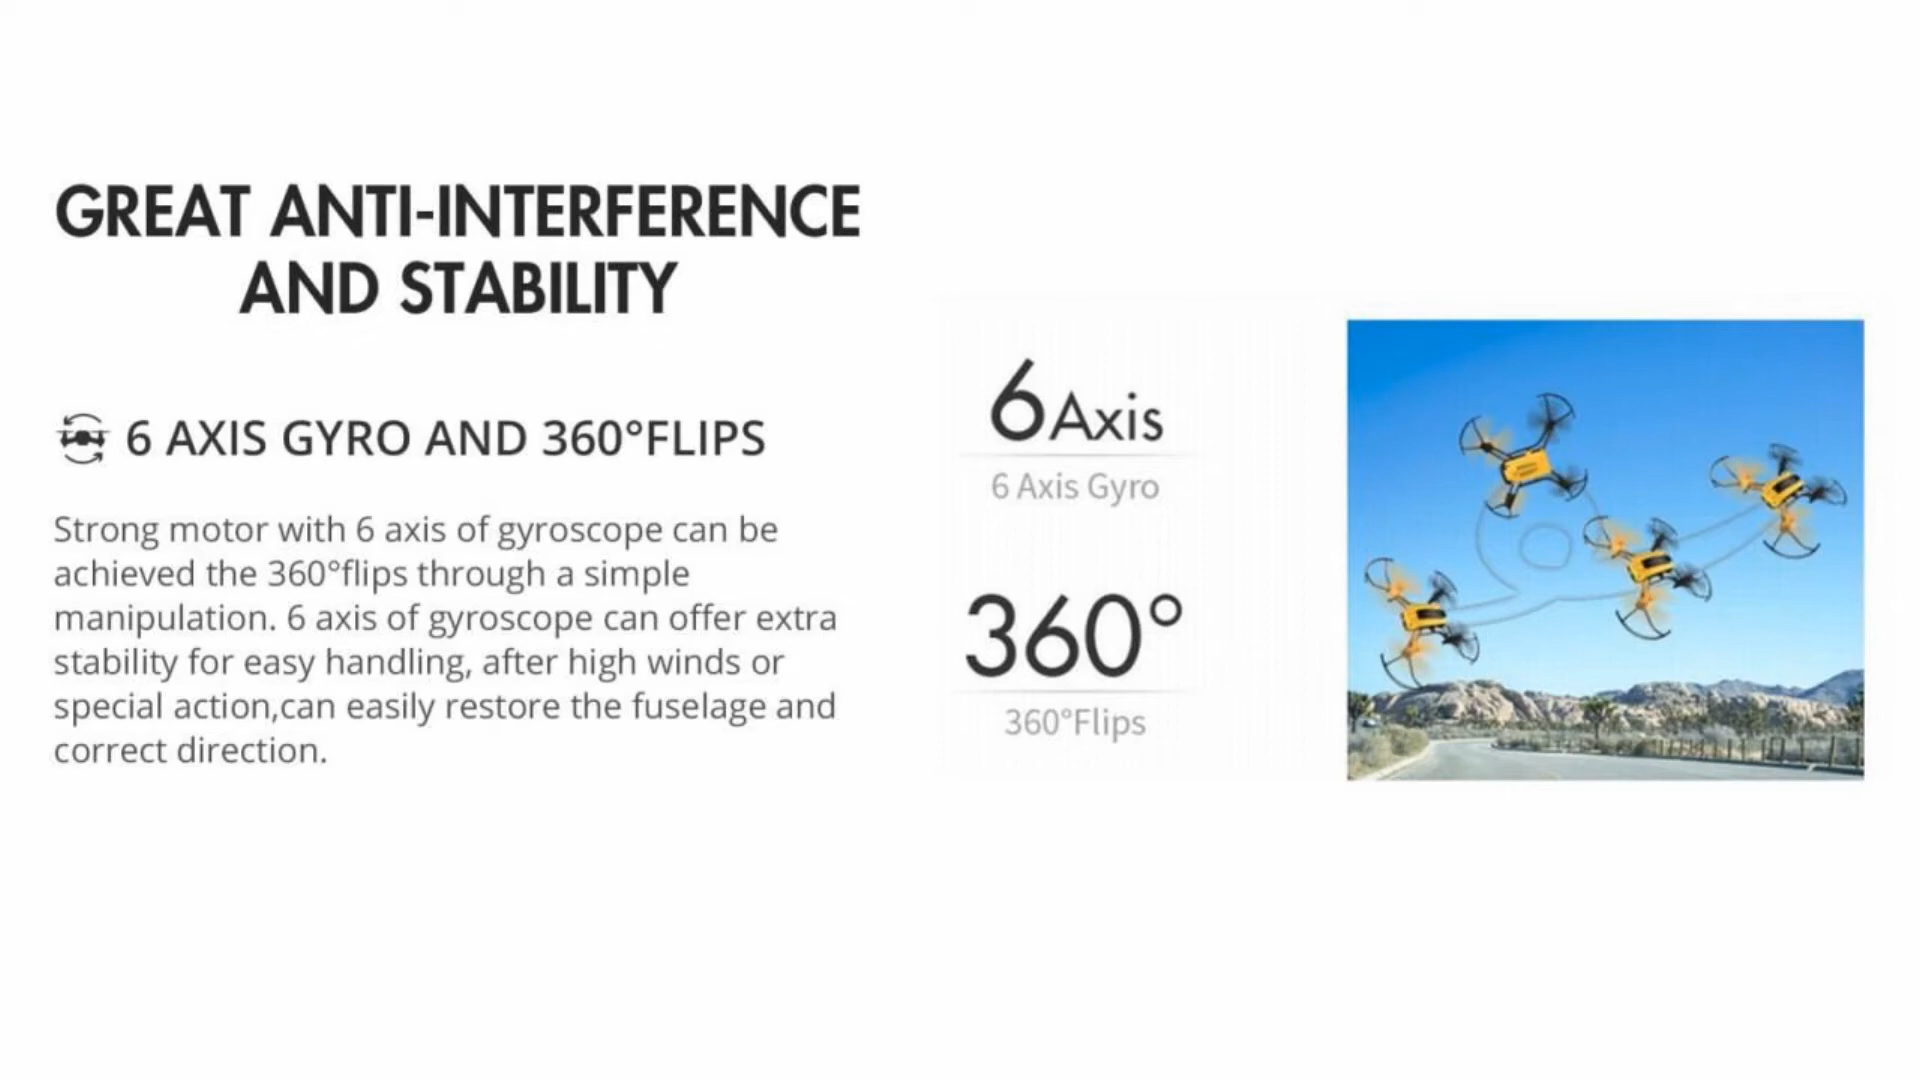 GREAT ANTI-INTERFERENCE
AND STABILITY
6 AXIS GYRO AND 360°FLIPS
Strong motor with 6 axis of gyroscope can be
achieved the 360°flips through a simple
manipulation. 6 axis of gyroscope can offer extra
stability for easy handling, after high winds or
special action,can easily restore the fuselage and
correct direction.
6Axis
6 Axis Gyro
360°
360°Flips